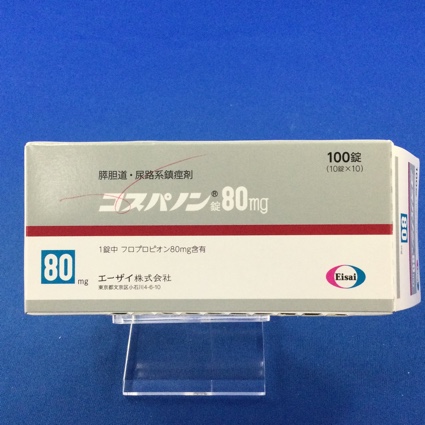 膵胆道・尿路系鎮痙剤
コスパノン®錠80mg
100錠
(10錠×10)
1錠中 フロプロピオン80mg含有
80mg
エーザイ株式会社
東京都文京区小石川4-6-10
Eisai
80